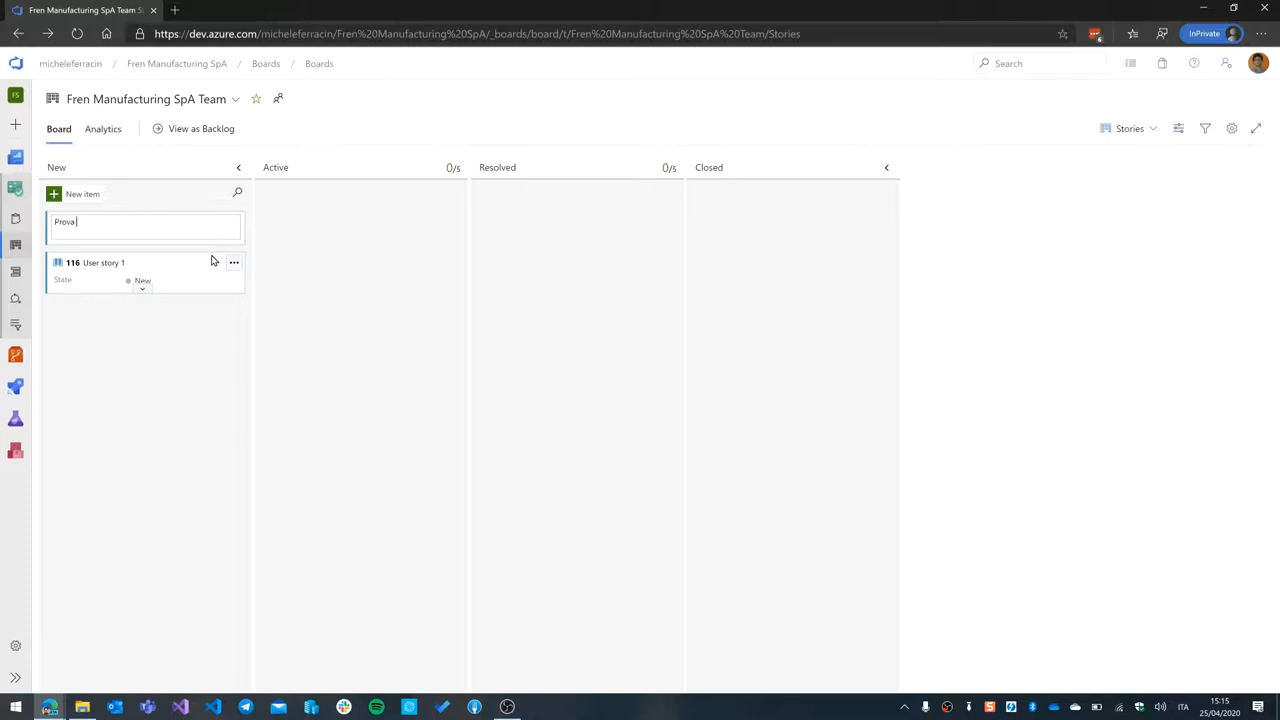 Fren Manufacturing SpA Team St
https://dev.azure.com/micheleferracin/Fren%20Manufacturing%20SpA/_boards/board/t/Fren%20Manufacturing%20SpA%20Team/Stories
InPrivate
micheleferracin / Fren Manufacturing SpA / Boards / Boards
Search
FS
Fren Manufacturing SpA Team
Board Analytics View as Backlog
Stories
New Active 0/5 Resolved 0/5 Closed
New item
Prova
116 User story 1
State New
ITA
15:15
25/04/2020